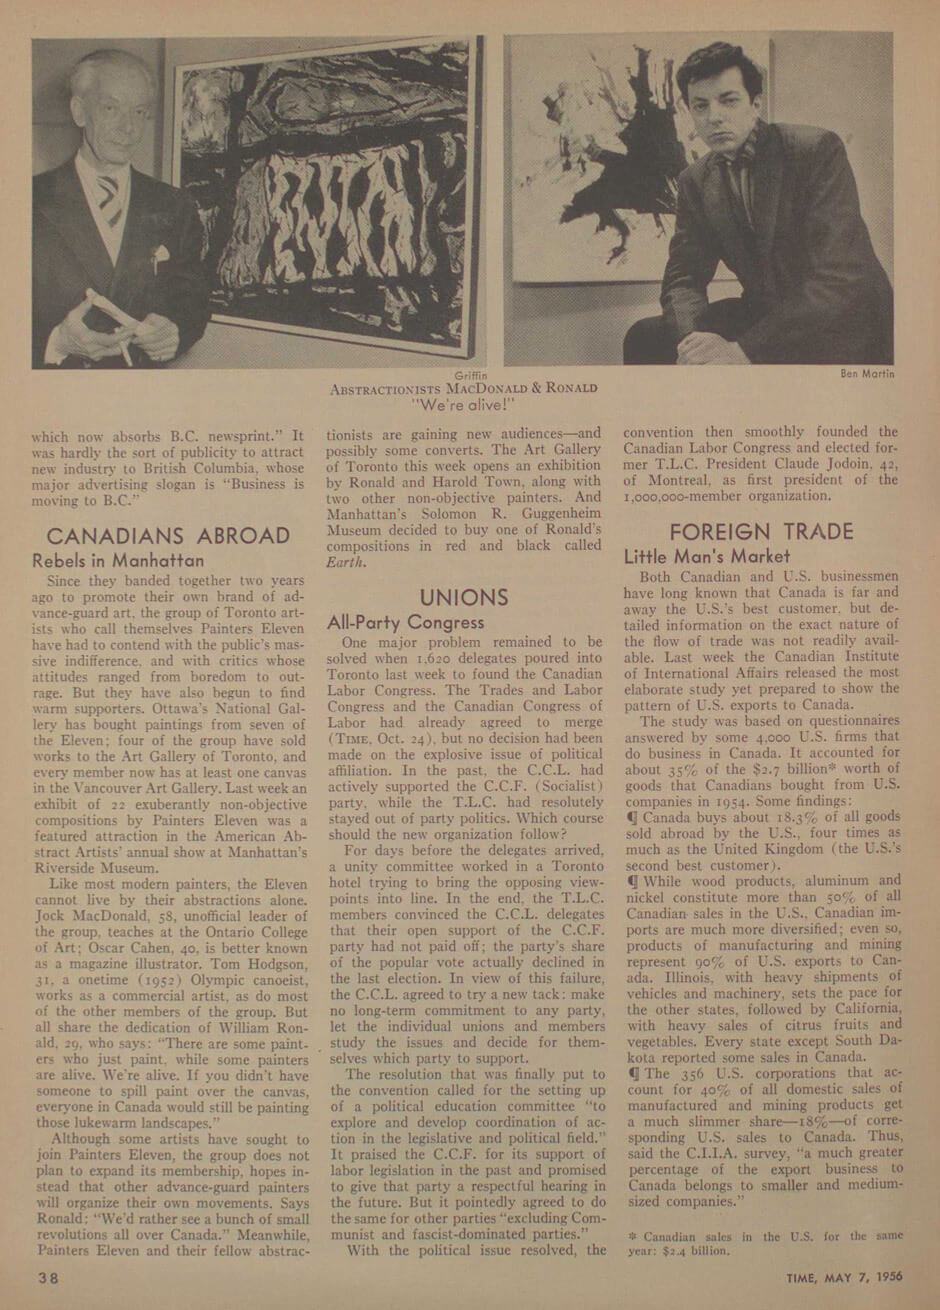 Griffin
Ben Martin
ABSTRACTIONISTS MACDONALD & RONALD
"We're alive!"
which now absorbs B.C. newsprint." It
was hardly the sort of publicity to attract
new industry to British Columbia, whose
major advertising slogan is "Business is
moving to B.C."
CANADIANS ABROAD
Rebels in Manhattan
Since they banded together two years
ago to promote their own brand of ad-
vance-guard art, the group of Toronto art-
ists who call themselves Painters Eleven
have had to contend with the public's mas-
sive indifference, and with critics whose
attitudes ranged from boredom to out-
rage. But they have also begun to find
warm supporters. Ottawa's National Gal-
lery has bought paintings from seven of
the Eleven; four of the group have sold
works to the Art Gallery of Toronto, and
every member now has at least one canvas
in the Vancouver Art Gallery. Last week an
exhibit of 22 exuberantly non-objective
compositions by Painters Eleven was a
featured attraction in the American Ab-
stract Artists' annual show at Manhattan's
Riverside Museum.
Like most modern painters, the Eleven
cannot live by their abstractions alone.
Jock MacDonald, 58, unofficial leader of
the group, teaches at the Ontario College
of Art; Oscar Cahen, 40, is better known
as a magazine illustrator. Tom Hodgson,
31, a onetime (1952) Olympic canoeist,
works as a commercial artist, as do most
of the other members of the group. But
all share the dedication of William Ron-
ald, 29, who says: "There are some paint-
ers who just paint, while some painters
are alive. We're alive. If you didn't have
someone to spill paint over the canvas,
everyone in Canada would still be painting
those lukewarm landscapes."
Although some artists have sought to
join Painters Eleven, the group does not
plan to expand its membership, hopes in-
stead that other advance-guard painters
will organize their own movements. Says
Ronald: "We'd rather see a bunch of small
revolutions all over Canada." Meanwhile,
Painters Eleven and their fellow abstrac-
tionists are gaining new audiences—and
possibly some converts. The Art Gallery
of Toronto this week opens an exhibition
by Ronald and Harold Town, along with
two other non-objective painters. And
Manhattan's Solomon R. Guggenheim
Museum decided to buy one of Ronald's
compositions in red and black called
Earth.
UNIONS
All-Party Congress
One major problem remained to be
solved when 1,620 delegates poured into
Toronto last week to found the Canadian
Labor Congress. The Trades and Labor
Congress and the Canadian Congress of
Labor had already agreed to merge
(TIME, Oct. 24), but no decision had been
made on the explosive issue of political
affiliation. In the past, the C.C.L. had
actively supported the C.C.F. (Socialist)
party, while the T.L.C. had resolutely
stayed out of party politics. Which course
should the new organization follow?
For days before the delegates arrived,
a unity committee worked in a Toronto
hotel trying to bring the opposing view-
points into line. In the end, the T.L.C.
members convinced the C.C.L. delegates
that their open support of the C.C.F.
party had not paid off; the party's share
of the popular vote actually declined in
the last election. In view of this failure,
the C.C.L. agreed to try a new tack: make
no long-term commitment to any party,
let the individual unions and members
study the issues and decide for them-
selves which party to support.
The resolution that was finally put to
the convention called for the setting up
of a political education committee "to
explore and develop coordination of ac-
tion in the legislative and political field."
It praised the C.C.F. for its support of
labor legislation in the past and promised
to give that party a respectful hearing in
the future. But it pointedly agreed to do
the same for other parties "excluding Com-
munist and fascist-dominated parties."
With the political issue resolved, the
convention then smoothly founded the
Canadian Labor Congress and elected for-
mer T.L.C. President Claude Jodoin, 42,
of Montreal, as first president of the
1,000,000-member organization.
FOREIGN TRADE
Little Man's Market
Both Canadian and U.S. businessmen
have long known that Canada is far and
away the U.S.'s best customer, but de-
tailed information on the exact nature of
the flow of trade was not readily avail-
able. Last week the Canadian Institute
of International Affairs released the most
elaborate study yet prepared to show the
pattern of U.S. exports to Canada.
The study was based on questionnaires
answered by some 4,000 U.S. firms that
do business in Canada. It accounted for
about 35% of the $2.7 billion* worth of
goods that Canadians bought from U.S.
companies in 1954. Some findings:
¶ Canada buys about 18.3% of all goods
sold abroad by the U.S., four times as
much as the United Kingdom (the U.S.'s
second best customer).
¶ While wood products, aluminum and
nickel constitute more than 50% of all
Canadian sales in the U.S., Canadian im-
ports are much more diversified; even so,
products of manufacturing and mining
represent 90% of U.S. exports to Can-
ada. Illinois, with heavy shipments of
vehicles and machinery, sets the pace for
the other states, followed by California,
with heavy sales of citrus fruits and
vegetables. Every state except South Da-
kota reported some sales in Canada.
¶ The 356 U.S. corporations that ac-
count for 40% of all domestic sales of
manufactured and mining products get
a much slimmer share—18%—of corre-
sponding U.S. sales to Canada. Thus,
said the C.I.I.A. survey, "a much greater
percentage of the export business to
Canada belongs to smaller and medium-
sized companies."
* Canadian sales in the U.S. for the same
year: $2.4 billion.
38
TIME, MAY 7, 1956